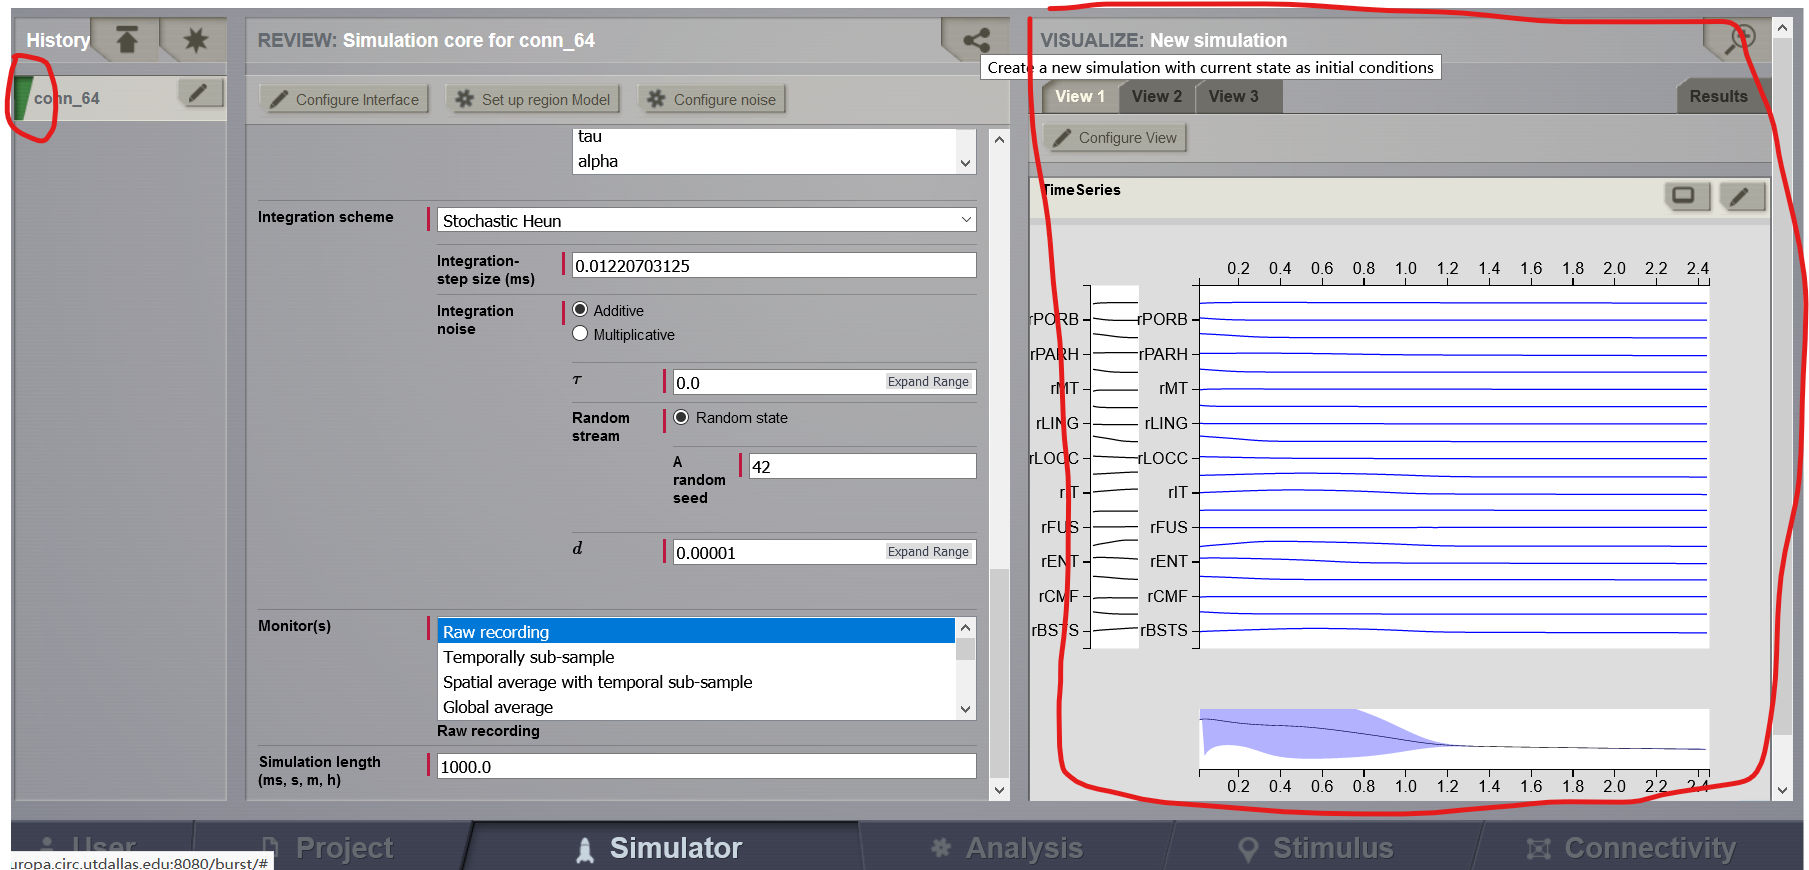 History
conn_64
REVIEW: Simulation core for conn_64
Configure Interface
Set up region Model
Configure noise
tau
alpha
Integration scheme
Stochastic Heun
Integration-
step size (ms)
0.01220703125
Integration
noise
Additive
Multiplicative
τ
0.0
Expand Range
Random
stream
Random state
A
random
seed
42
d
0.00001
Expand Range
Monitor(s)
Raw recording
Temporally sub-sample
Spatial average with temporal sub-sample
Global average
Raw recording
Simulation length
(ms, s, m, h)
1000.0
VISUALIZE: New simulation
Create a new simulation with current state as initial conditions
View 1
View 2
View 3
Results
Configure View
TimeSeries
0.2 0.4 0.6 0.8 1.0 1.2 1.4 1.6 1.8 2.0 2.2 2.4
rPORB rPORB
rPARH rPARH
rMT rMT
rLING rLING
rLOCC rLOCC
rIT rIT
rFUS rFUS
rENT rENT
rCMF rCMF
rBSTS rBSTS
0.2 0.4 0.6 0.8 1.0 1.2 1.4 1.6 1.8 2.0 2.2 2.4
User
Project
Simulator
Analysis
Stimulus
Connectivity
uropa.circ.utdallas.edu:8080/burst/#